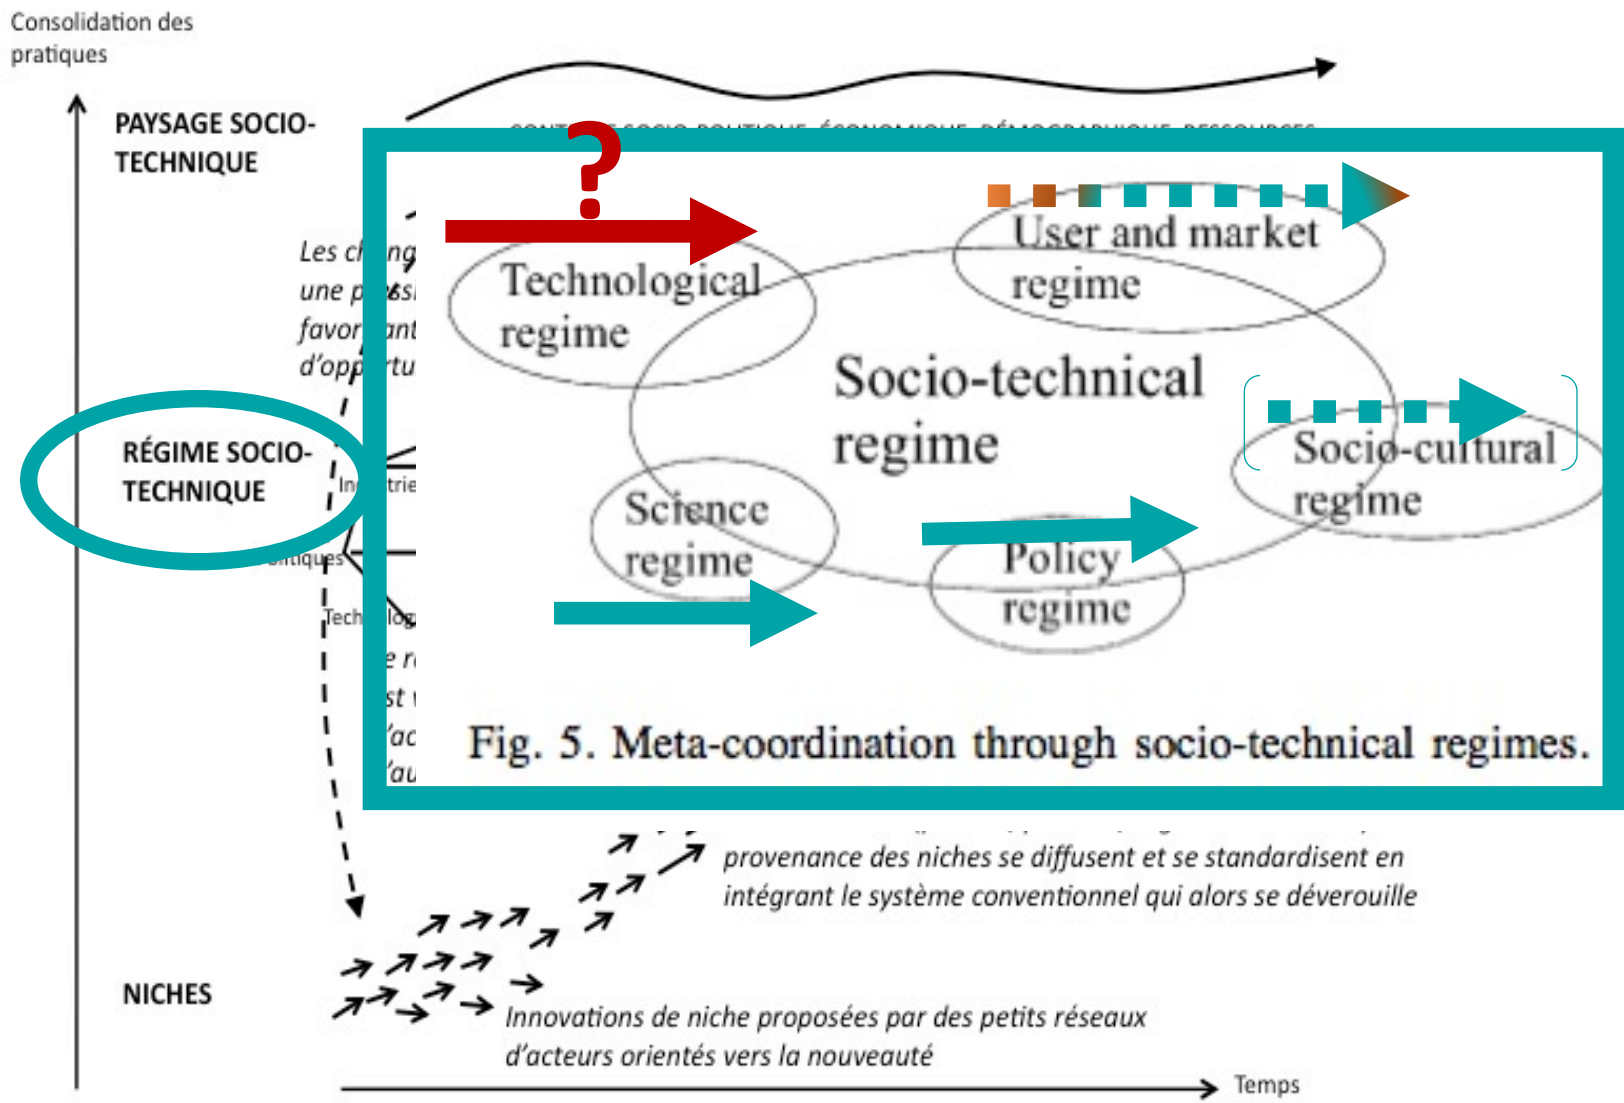 Consolidation des
pratiques
PAYSAGE SOCIO-
TECHNIQUE
?
Les
une
RÉGIME SOCIO-
TECHNIQUE
Technological
regime
User and market
regime
Socio-technical
regime
Socio-cultural
regime
Science
regime
Policy
regime
Fig. 5. Meta-coordination through socio-technical regimes.
provenance des niches se diffusent et se standardisent en
intégrant le système conventionnel qui alors se déverouille
NICHES
Innovations de niche proposées par des petits réseaux
d'acteurs orientés vers la nouveauté
Temps